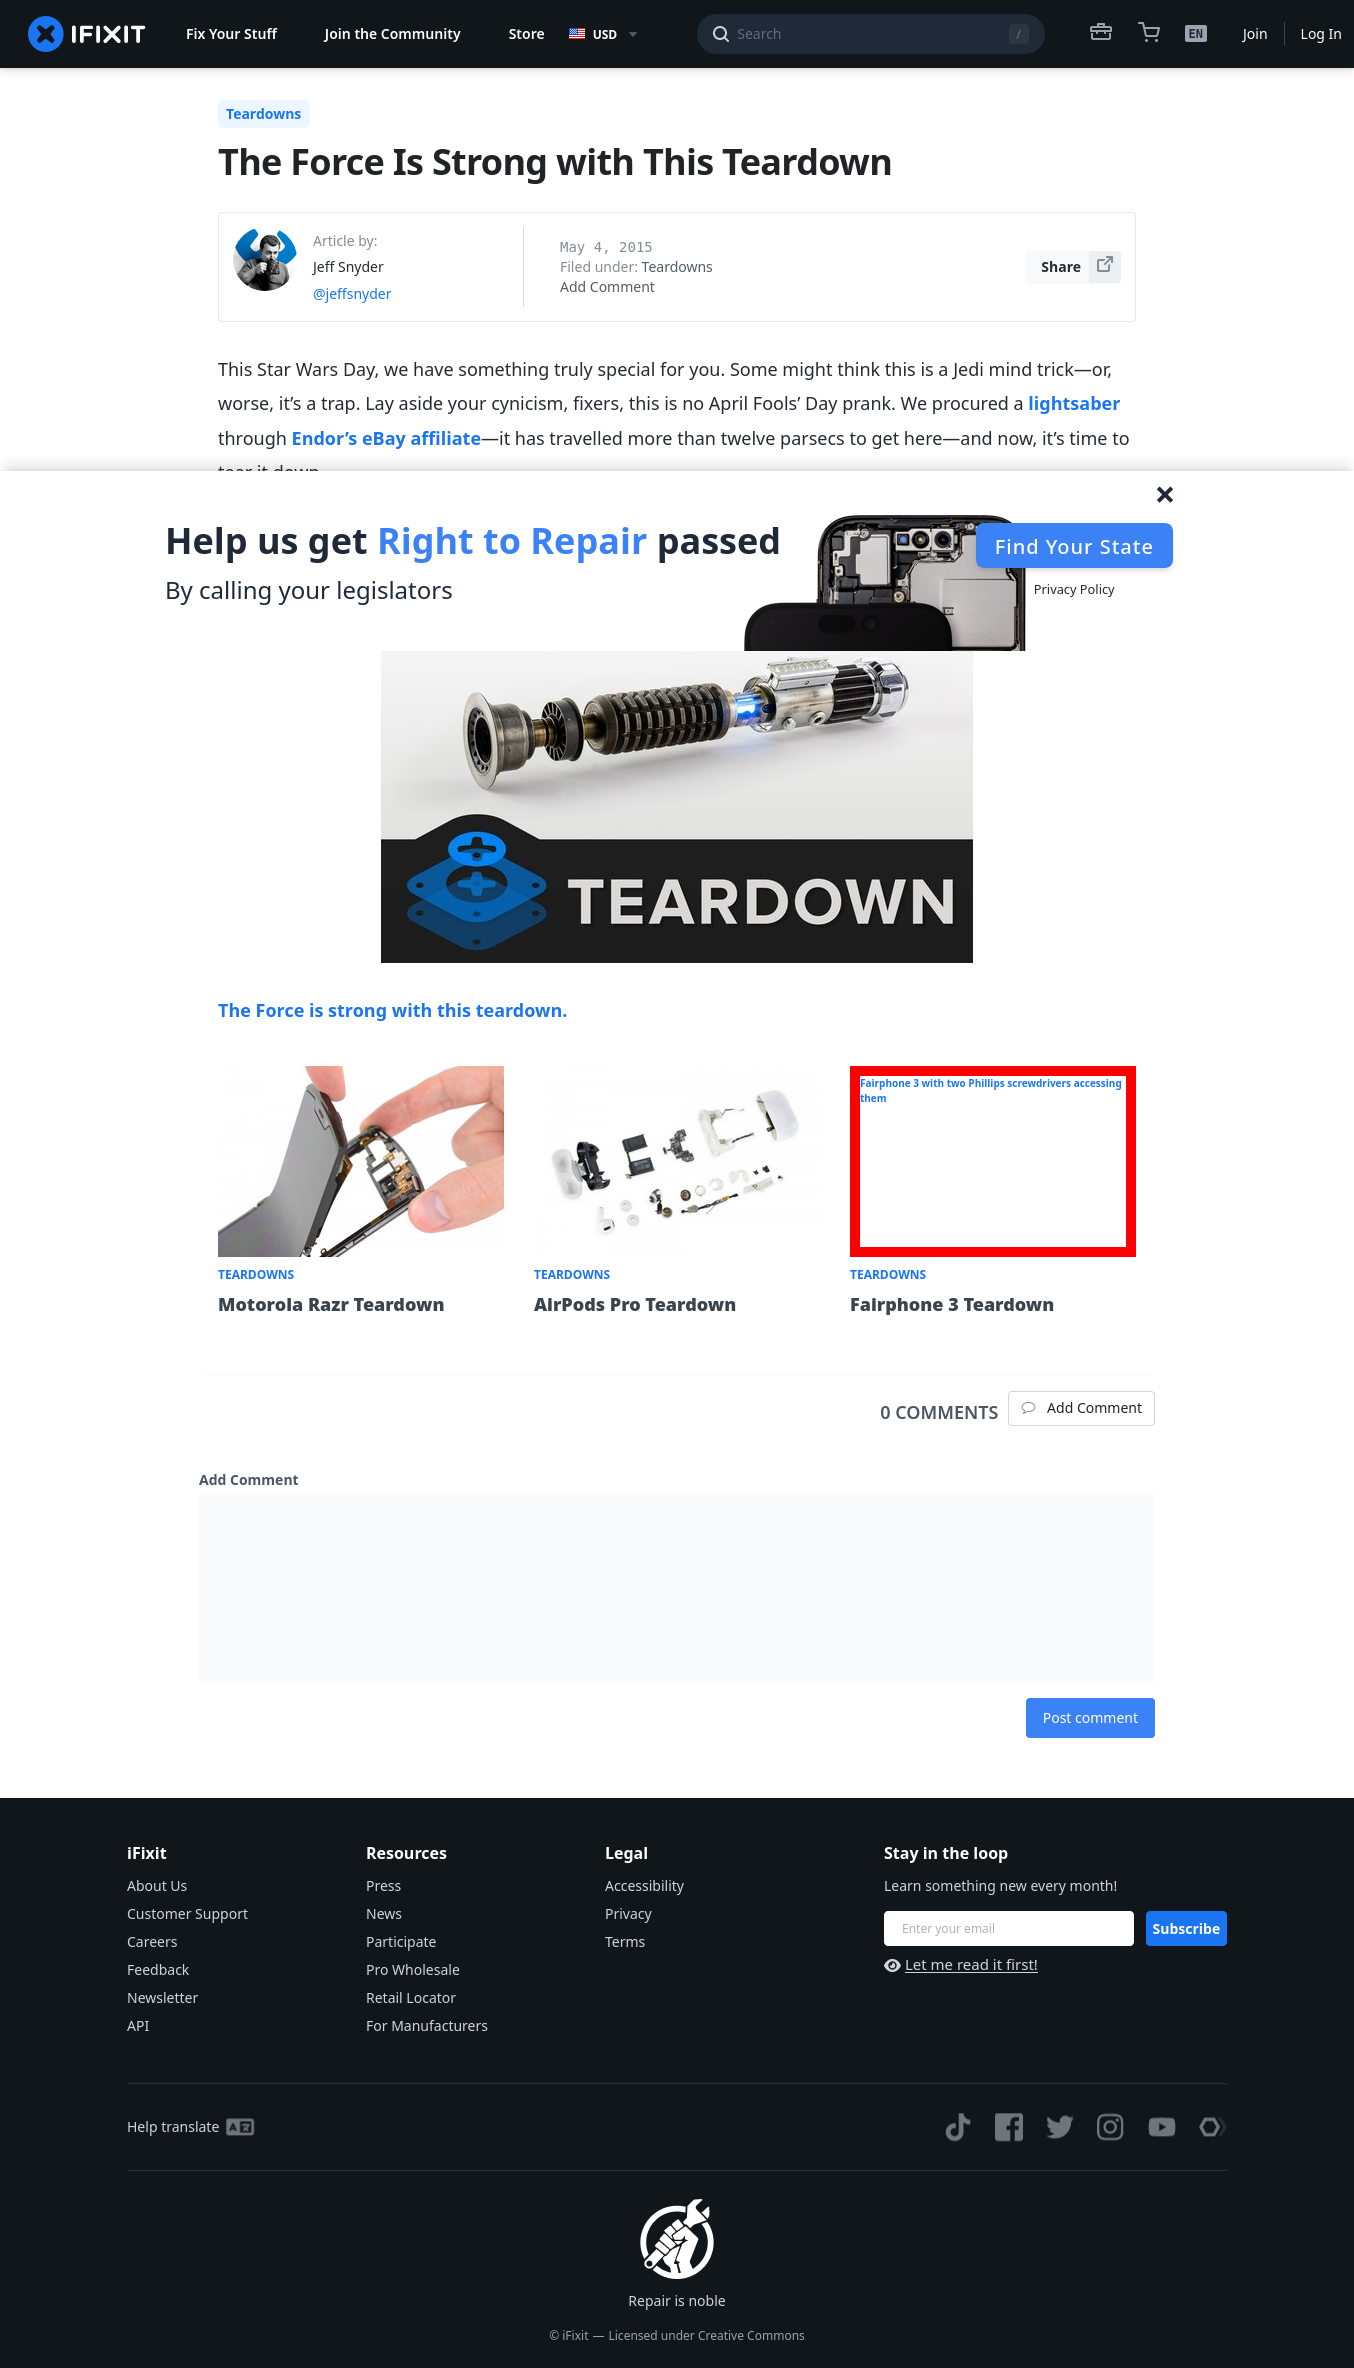 IFIXIT
Fix Your Stuff
Join the Community
Store
USD
Search
/
EN
Join
Log In
Teardowns
The Force Is Strong with This Teardown
Article by:
Jeff Snyder
@jeffsnyder
May 4, 2015
Filed under: Teardowns
Add Comment
Share
This Star Wars Day, we have something truly special for you. Some might think this is a Jedi mind trick—or,
worse, it’s a trap. Lay aside your cynicism, fixers, this is no April Fools’ Day prank. We procured a lightsaber
through Endor’s eBay affiliate—it has travelled more than twelve parsecs to get here—and now, it’s time to
tear it down.
Help us get Right to Repair passed
By calling your legislators
Find Your State
Privacy Policy
TEARDOWN
The Force is strong with this teardown.
Fairphone 3 with two Phillips screwdrivers accessing
them
TEARDOWNS
Motorola Razr Teardown
TEARDOWNS
AirPods Pro Teardown
TEARDOWNS
Fairphone 3 Teardown
0 COMMENTS
Add Comment
Add Comment
Post comment
iFixit
About Us
Customer Support
Careers
Feedback
Newsletter
API
Resources
Press
News
Participate
Pro Wholesale
Retail Locator
For Manufacturers
Legal
Accessibility
Privacy
Terms
Stay in the loop
Learn something new every month!
Enter your email
Subscribe
Let me read it first!
Help translate
Repair is noble
© iFixit — Licensed under Creative Commons